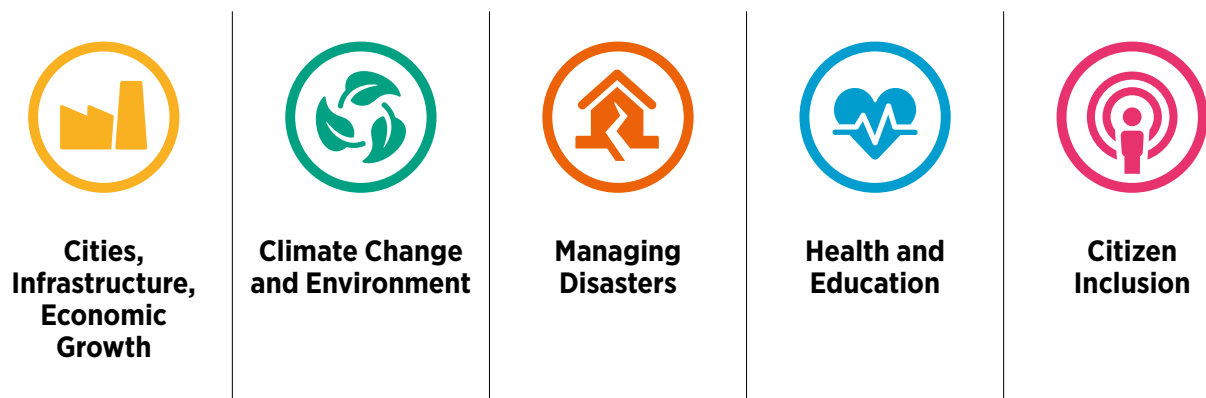 Cities,
Infrastructure,
Economic
Growth
Climate Change
and Environment
Managing
Disasters
Health and
Education
Citizen
Inclusion